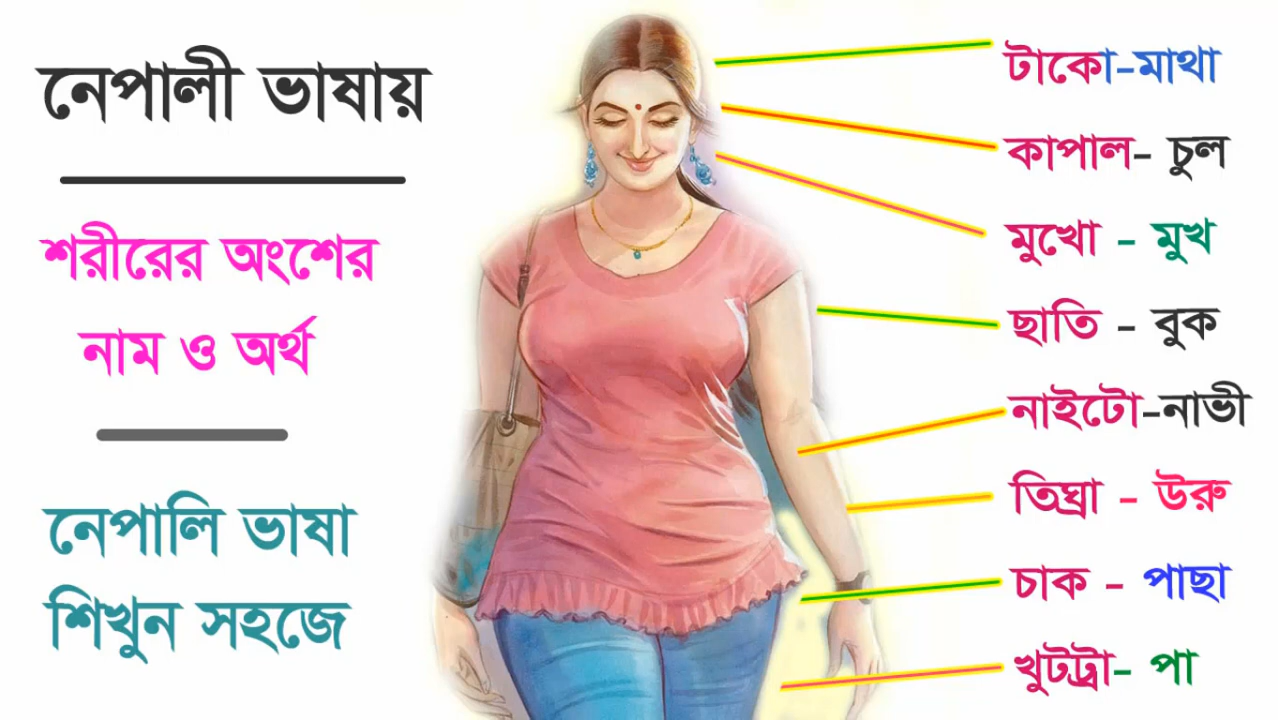 নেপালী ভাষায়
শরীরের অংশের
নাম ও অর্থ
নেপালি ভাষা
শিখুন সহজে
টাকো-মাথা
কাপাল- চুল
মুখো - মুখ
ছাতি - বুক
নাইটো-নাভী
তিঘ্রা - উরু
চাক - পাছা
খুটট্রা- পা